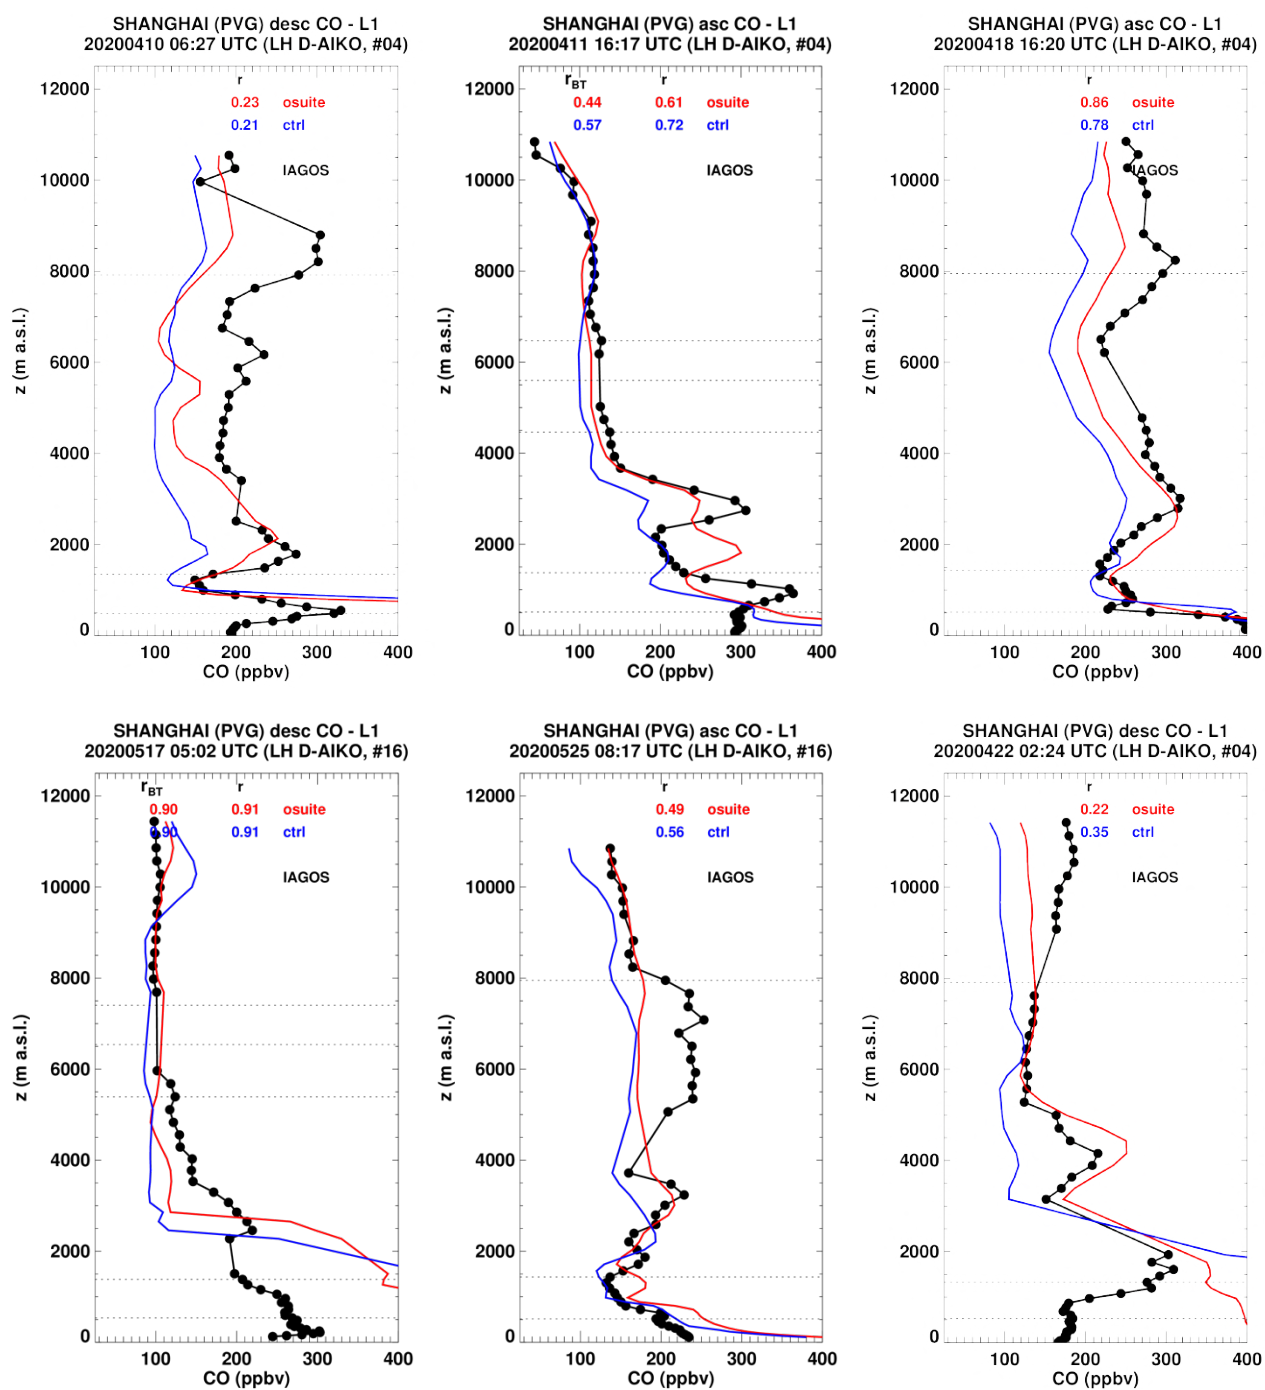 SHANGHAI (PVG) desc CO - L1
20200410 06:27 UTC (LH D-AIKO, #04)
r
0.23 osuite
0.21 ctrl
IAGOS
12000
10000
8000
6000
4000
2000
0
z (m a.s.l.)
100 200 300 400
CO (ppbv)
SHANGHAI (PVG) asc CO - L1
20200411 16:17 UTC (LH D-AIKO, #04)
rBT r
0.44 0.61 osuite
0.57 0.72 ctrl
IAGOS
12000
10000
8000
6000
4000
2000
0
z (m a.s.l.)
100 200 300 400
CO (ppbv)
SHANGHAI (PVG) asc CO - L1
20200418 16:20 UTC (LH D-AIKO, #04)
r
0.86 osuite
0.78 ctrl
IAGOS
12000
10000
8000
6000
4000
2000
0
z (m a.s.l.)
100 200 300 400
CO (ppbv)
SHANGHAI (PVG) desc CO - L1
20200517 05:02 UTC (LH D-AIKO, #16)
rBT r
0.90 0.91 osuite
0.90 0.91 ctrl
IAGOS
12000
10000
8000
6000
4000
2000
0
z (m a.s.l.)
100 200 300 400
CO (ppbv)
SHANGHAI (PVG) asc CO - L1
20200525 08:17 UTC (LH D-AIKO, #16)
r
0.49 osuite
0.56 ctrl
IAGOS
12000
10000
8000
6000
4000
2000
0
z (m a.s.l.)
100 200 300 400
CO (ppbv)
SHANGHAI (PVG) desc CO - L1
20200422 02:24 UTC (LH D-AIKO, #04)
r
0.22 osuite
0.35 ctrl
IAGOS
12000
10000
8000
6000
4000
2000
0
z (m a.s.l.)
100 200 300 400
CO (ppbv)